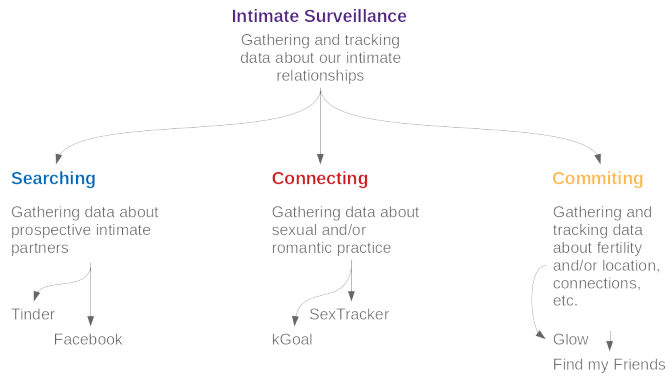 Intimate Surveillance
Gathering and tracking
data about our intimate
relationships
Searching
Gathering data about
prospective intimate
partners
Tinder
Facebook
Connecting
Gathering data about
sexual and/or
romantic practice
SexTracker
kGoal
Commiting
Gathering and
tracking data
about fertility
and/or location,
connections,
etc.
Glow
Find my Friends